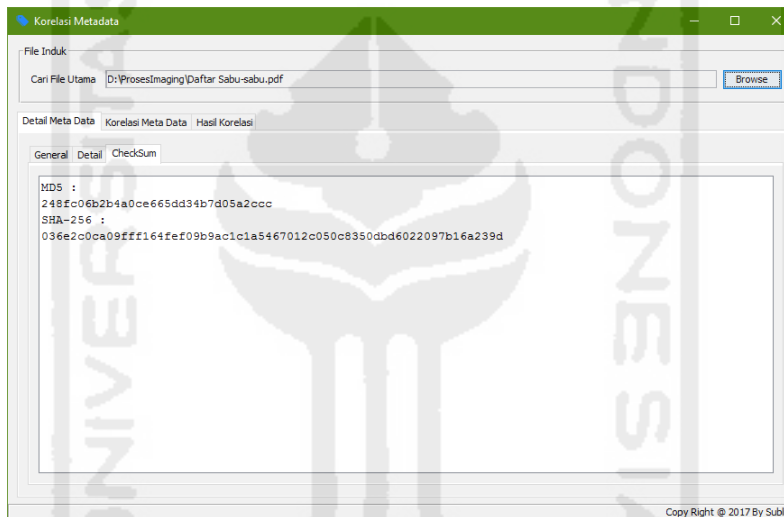 Korelasi Metadata
File Induk
Cari File Utama D:\ProsesImaging\Daftar Sabu-sabu.pdf Browse
Detail Meta Data Korelasi Meta Data Hasil Korelasi
General Detail CheckSum
MD5 :
248fc06b2b4a0ce665dd34b7d05a2ccc
SHA-256 :
036e2c0ca09fff164fef09b9ac1c1a5467012c050c8350dbd6022097b16a239d
Copy Right @ 2017 By Subl